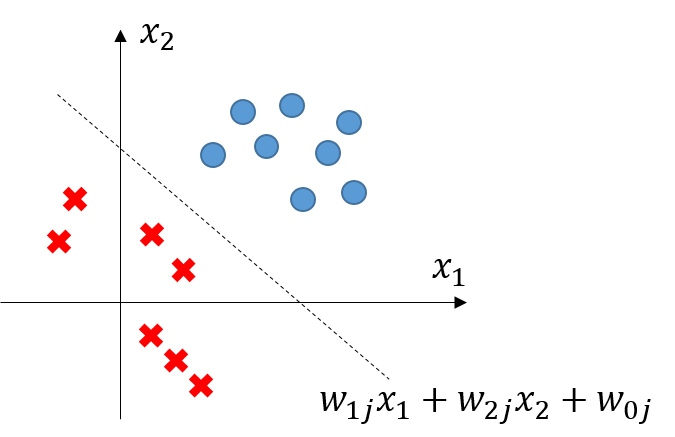 x₂
x₁
w₁ⱼx₁ + w₂ⱼx₂ + w₀ⱼ